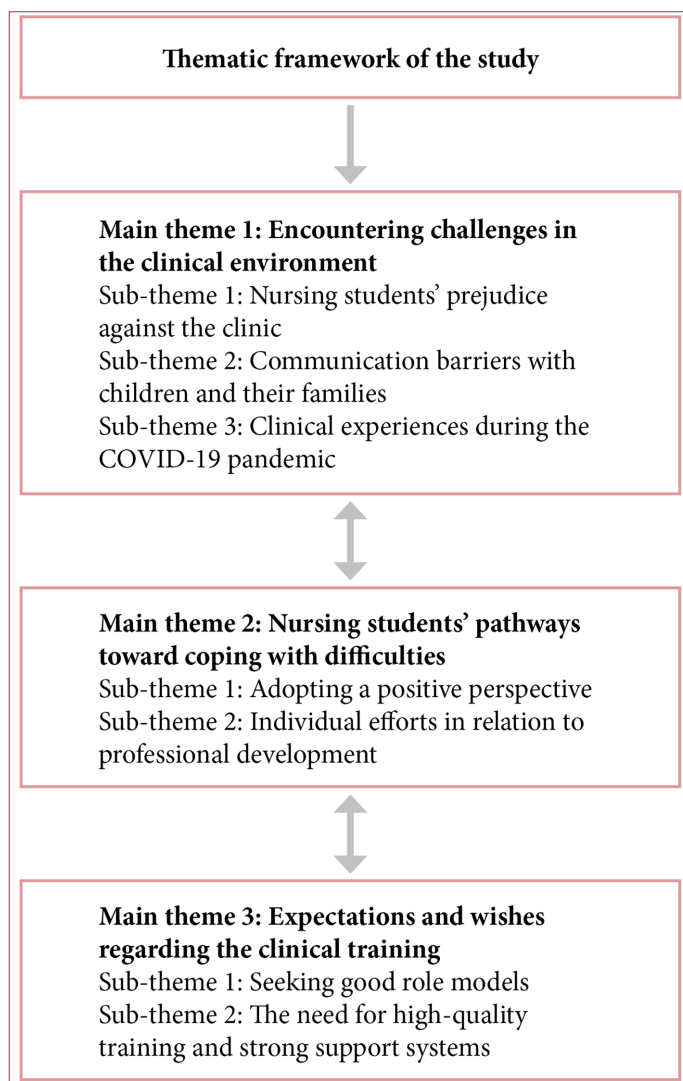 Thematic framework of the study
Main theme 1: Encountering challenges in
the clinical environment
Sub-theme 1: Nursing students’ prejudice
against the clinic
Sub-theme 2: Communication barriers with
children and their families
Sub-theme 3: Clinical experiences during the
COVID-19 pandemic
Main theme 2: Nursing students’ pathways
toward coping with difficulties
Sub-theme 1: Adopting a positive perspective
Sub-theme 2: Individual efforts in relation to
professional development
Main theme 3: Expectations and wishes
regarding the clinical training
Sub-theme 1: Seeking good role models
Sub-theme 2: The need for high-quality
training and strong support systems